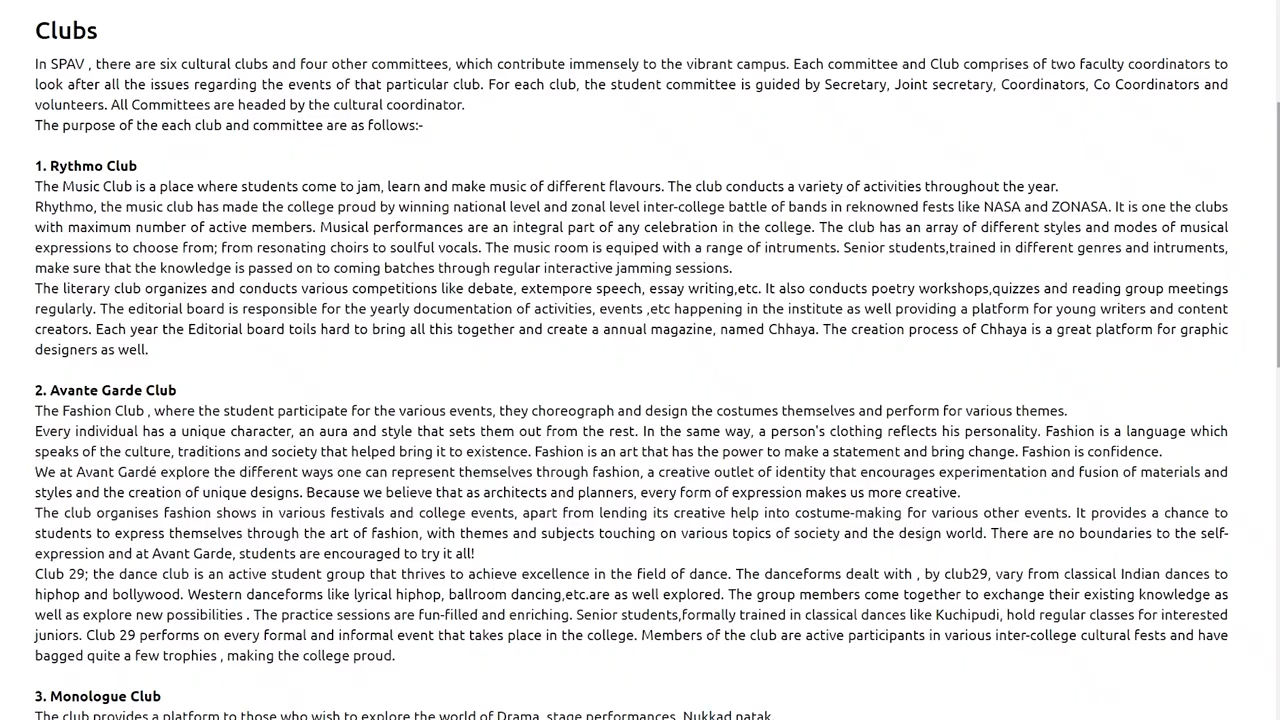 Clubs
In SPAV , there are six cultural clubs and four other committees, which contribute immensely to the vibrant campus. Each committee and Club comprises of two faculty coordinators to
look after all the issues regarding the events of that particular club. For each club, the student committee is guided by Secretary, Joint secretary, Coordinators, Co Coordinators and
volunteers. All Committees are headed by the cultural coordinator.
The purpose of the each club and committee are as follows:-
1. Rythmo Club
The Music Club is a place where students come to jam, learn and make music of different flavours. The club conducts a variety of activities throughout the year.
Rhythmo, the music club has made the college proud by winning national level and zonal level inter-college battle of bands in reknowned fests like NASA and ZONASA. It is one the clubs
with maximum number of active members. Musical performances are an integral part of any celebration in the college. The club has an array of different styles and modes of musical
expressions to choose from; from resonating choirs to soulful vocals. The music room is equiped with a range of intruments. Senior students,trained in different genres and intruments,
make sure that the knowledge is passed on to coming batches through regular interactive jamming sessions.
The literary club organizes and conducts various competitions like debate, extempore speech, essay writing,etc. It also conducts poetry workshops,quizzes and reading group meetings
regularly. The editorial board is responsible for the yearly documentation of activities, events ,etc happening in the institute as well providing a platform for young writers and content
creators. Each year the Editorial board toils hard to bring all this together and create a annual magazine, named Chhaya. The creation process of Chhaya is a great platform for graphic
designers as well.
2. Avante Garde Club
The Fashion Club , where the student participate for the various events, they choreograph and design the costumes themselves and perform for various themes.
Every individual has a unique character, an aura and style that sets them out from the rest. In the same way, a person's clothing reflects his personality. Fashion is a language which
speaks of the culture, traditions and society that helped bring it to existence. Fashion is an art that has the power to make a statement and bring change. Fashion is confidence.
We at Avant Gardé explore the different ways one can represent themselves through fashion, a creative outlet of identity that encourages experimentation and fusion of materials and
styles and the creation of unique designs. Because we believe that as architects and planners, every form of expression makes us more creative.
The club organises fashion shows in various festivals and college events, apart from lending its creative help into costume-making for various other events. It provides a chance to
students to express themselves through the art of fashion, with themes and subjects touching on various topics of society and the design world. There are no boundaries to the self-
expression and at Avant Garde, students are encouraged to try it all!
Club 29; the dance club is an active student group that thrives to achieve excellence in the field of dance. The danceforms dealt with , by club29, vary from classical Indian dances to
hiphop and bollywood. Western danceforms like lyrical hiphop, ballroom dancing,etc.are as well explored. The group members come together to exchange their existing knowledge as
well as explore new possibilities . The practice sessions are fun-filled and enriching. Senior students,formally trained in classical dances like Kuchipudi, hold regular classes for interested
juniors. Club 29 performs on every formal and informal event that takes place in the college. Members of the club are active participants in various inter-college cultural fests and have
bagged quite a few trophies , making the college proud.
3. Monologue Club
The club provides a platform to those who wish to explore the world of Drama, stage performances, Nukkad natak.